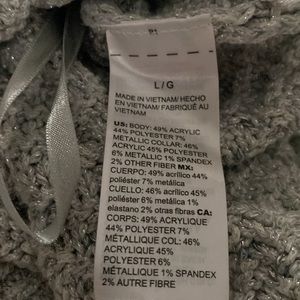 L/G
MADE IN VIETNAM/ HECHO
EN VIETNAM/ FABRIQUÉ AU
VIETNAM
US: BODY: 49% ACRYLIC
44% POLYESTER 7%
METALLIC COLLAR: 46%
ACRYLIC 45% POLYESTER
6% METALLIC 1% SPANDEX
2% OTHER FIBER MX:
CUERPO: 49% acrílico 44%
poliéster 7% metálica
CUELLO: 46% acrílico 45%
poliéster 6% metálica 1%
elastano 2% otras fibras CA:
CORPS: 49% ACRYLIQUE
44% POLYESTER 7%
MÉTALLIQUE COL: 46%
ACRYLIQUE 45%
POLYESTER 6%
MÉTALLIQUE 1% SPANDEX
2% AUTRE FIBRE